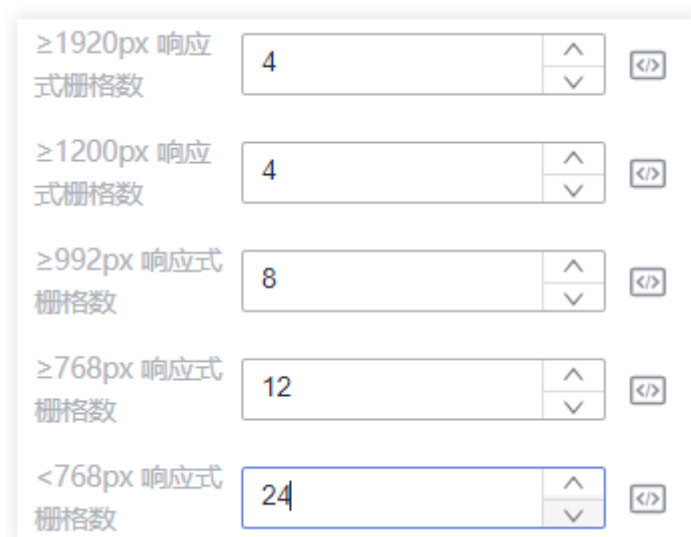 ≥1920px 响应
式栅格数
4
≥1200px 响应
式栅格数
4
≥992px 响应式
栅格数
8
≥768px 响应式
栅格数
12
<768px 响应式
栅格数
24